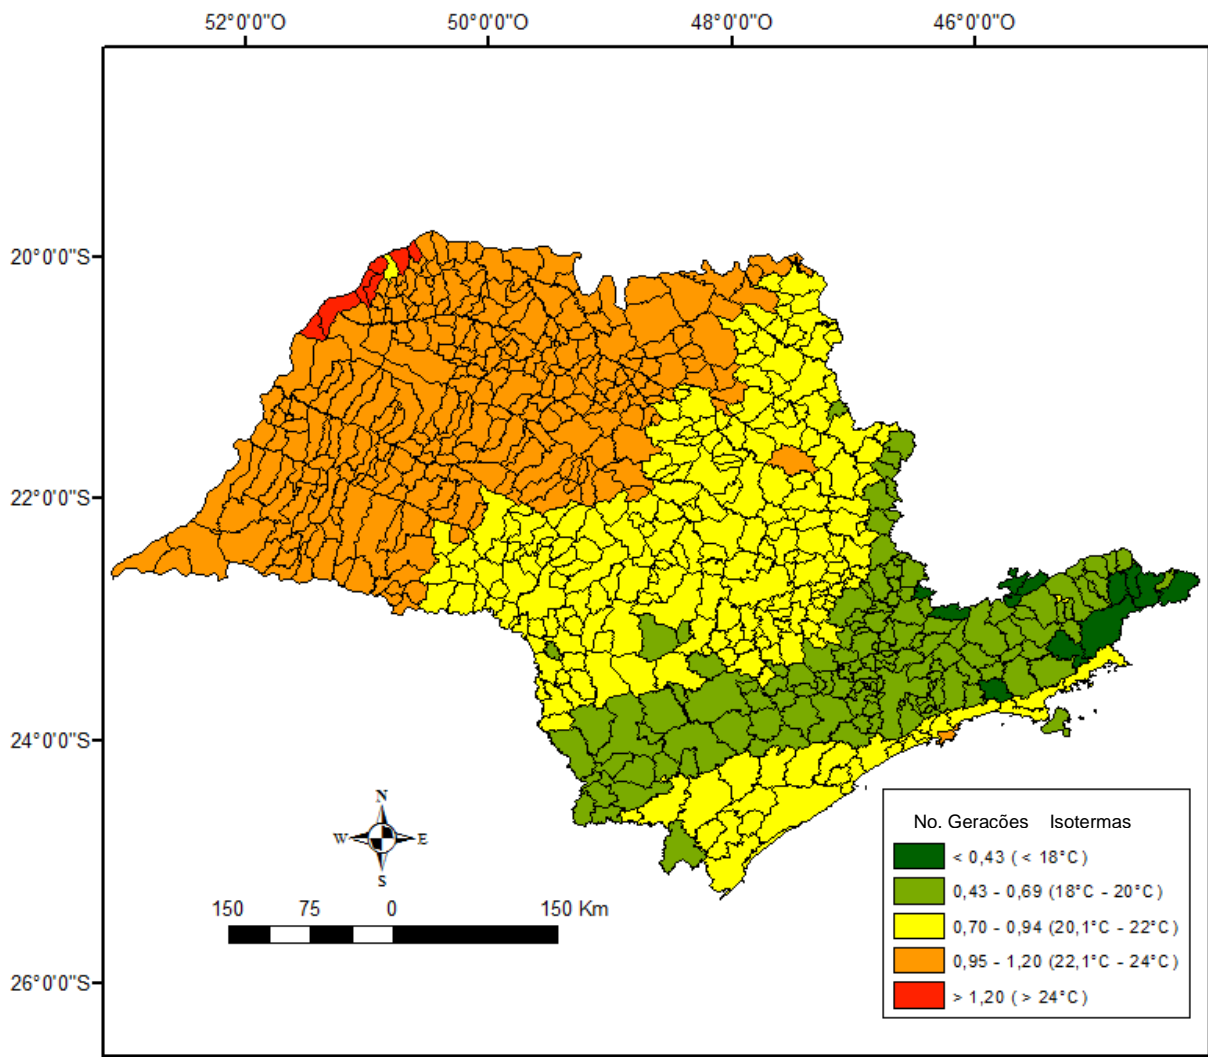 52°0'0"O 50°0'0"O 48°0'0"O 46°0'0"O
20°0'0"S
22°0'0"S
24°0'0"S
26°0'0"S
N
W E
S
150 75 0 150 Km
No. Gerações Isotermas
< 0,43 ( < 18°C )
0,43 - 0,69 (18°C - 20°C )
0,70 - 0,94 (20,1°C - 22°C )
0,95 - 1,20 (22,1°C - 24°C )
> 1,20 ( > 24°C )